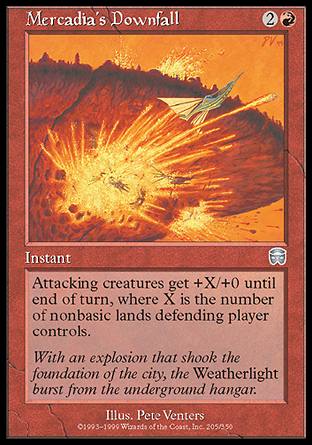 Mercadia's Downfall 2
Instant
Attacking creatures get +X/+0 until
end of turn, where X is the number
of nonbasic lands defending player
controls.
With an explosion that shook the
foundation of the city, the Weatherlight
burst from the underground hangar.
Illus. Pete Venters
©1993–1999 Wizards of the Coast, Inc. 205/350